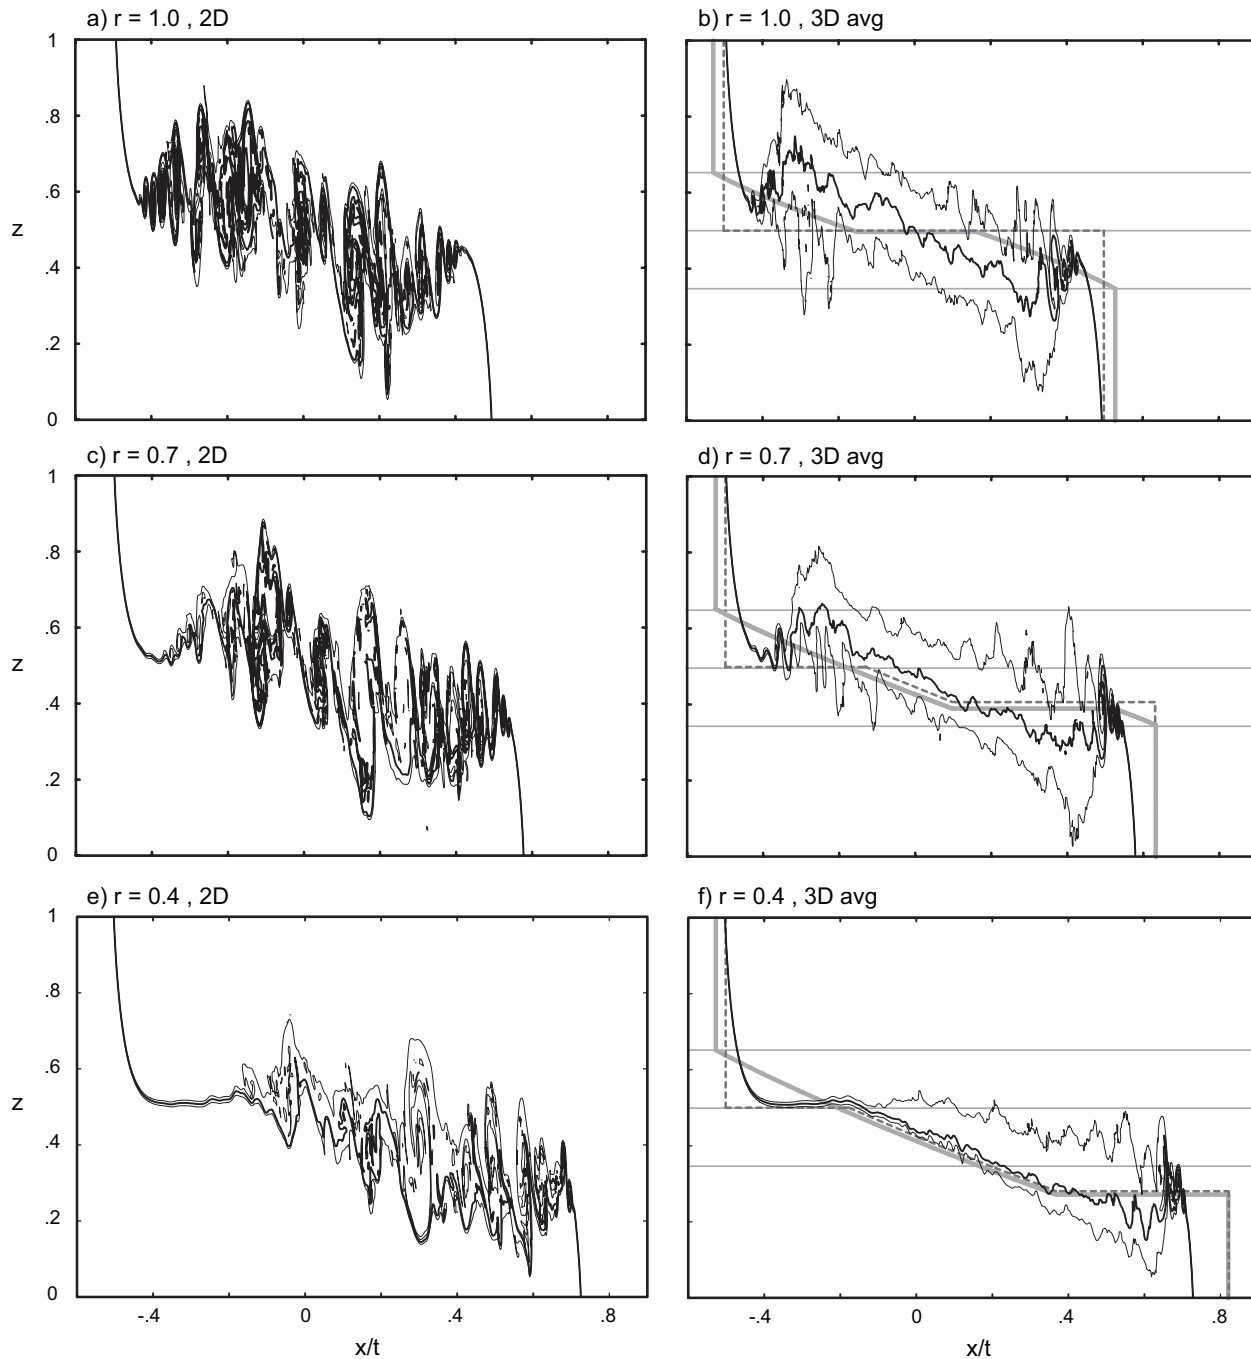 a) r = 1.0 , 2D
b) r = 1.0 , 3D avg
1
.8
.6
z
.4
.2
0
z
c) r = 0.7 , 2D
d) r = 0.7 , 3D avg
1
.8
.6
z
.4
.2
0
z
e) r = 0.4 , 2D
f) r = 0.4 , 3D avg
1
.8
.6
z
.4
.2
0
z
-.4
0
.4
.8
x/t
-.4
0
.4
.8
x/t